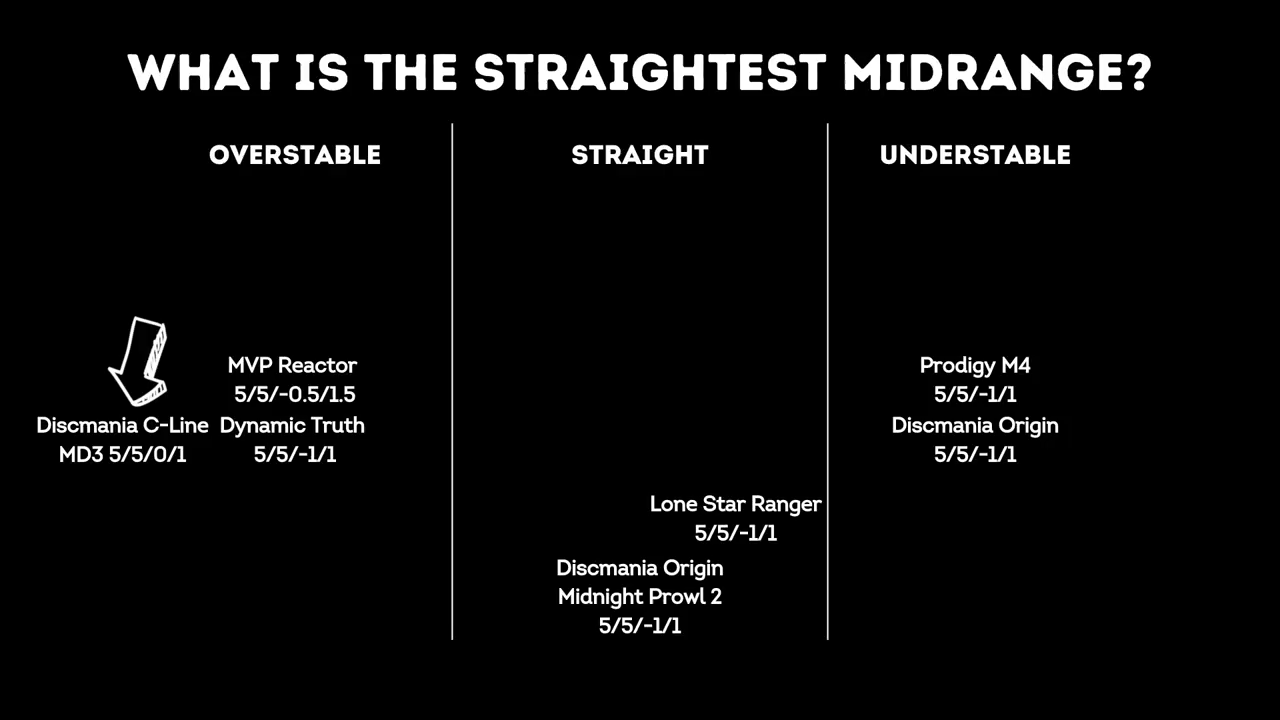 WHAT IS THE STRAIGHTEST MIDRANGE?
OVERSTABLE
STRAIGHT
UNDERSTABLE
MVP Reactor
5/5/-0.5/1.5
Discmania C-Line
MD3 5/5/0/1
Dynamic Truth
5/5/-1/1
Lone Star Ranger
5/5/-1/1
Discmania Origin
Midnight Prowl 2
5/5/-1/1
Prodigy M4
5/5/-1/1
Discmania Origin
5/5/-1/1